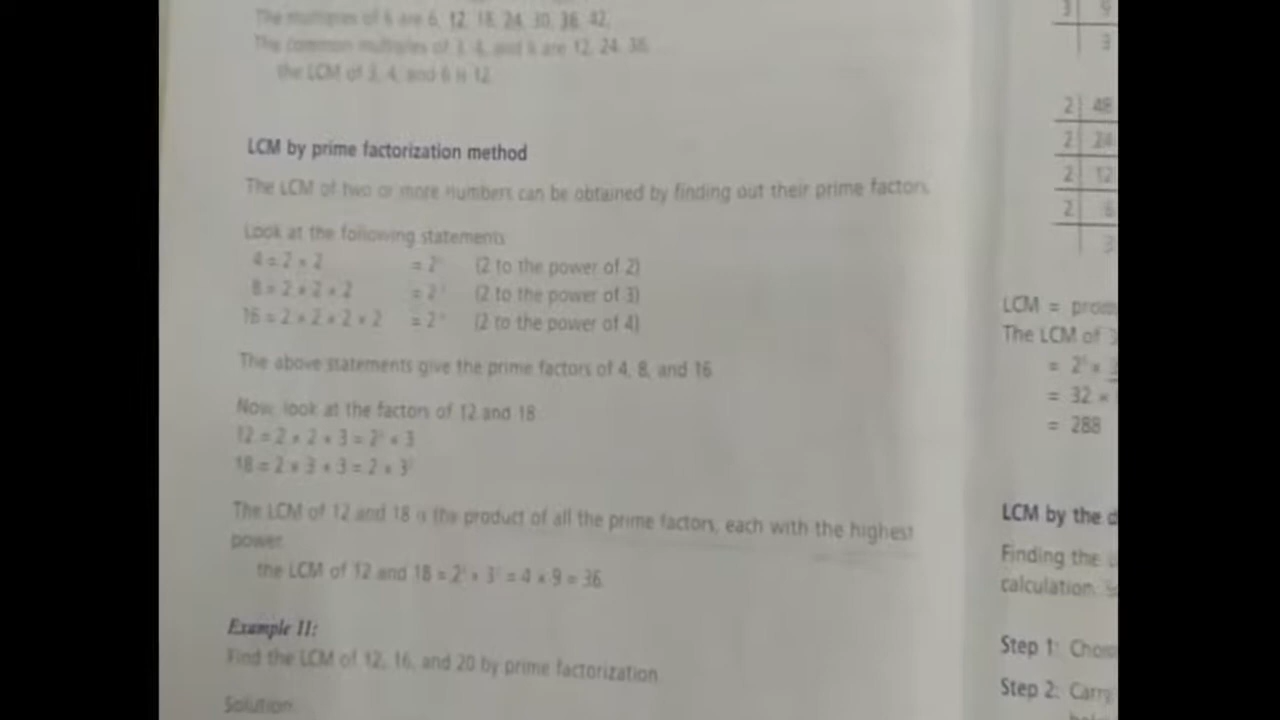 The multiples of 6 are 6, 12, 18, 24, 30, 36, 42.
The common multiples of 3, 4, and 6 are 12, 24, 36.
the LCM of 3, 4, and 6 is 12.
LCM by prime factorization method
The LCM of two or more numbers can be obtained by finding out their prime factors.
Look at the following statements
4 = 2 × 2 = 2² (2 to the power of 2)
8 = 2 × 2 × 2 = 2³ (2 to the power of 3)
16 = 2 × 2 × 2 × 2 = 2⁴ (2 to the power of 4)
The above statements give the prime factors of 4, 8, and 16
Now, look at the factors of 12 and 18
12 = 2 × 2 × 3 = 2² × 3
18 = 2 × 3 × 3 = 2 × 3²
The LCM of 12 and 18 is the product of all the prime factors, each with the highest
power.
the LCM of 12 and 18 = 2² × 3² = 4 × 9 = 36
Example 11:
Find the LCM of 12, 16, and 20 by prime factorization
Solution
3 9
3
2 48
2 24
2 12
2 6
3
LCM =
The LCM of
= 2⁵ ×
= 32 ×
= 288
LCM by the
Finding the
calculation.
Step 1:
Step 2: Carry